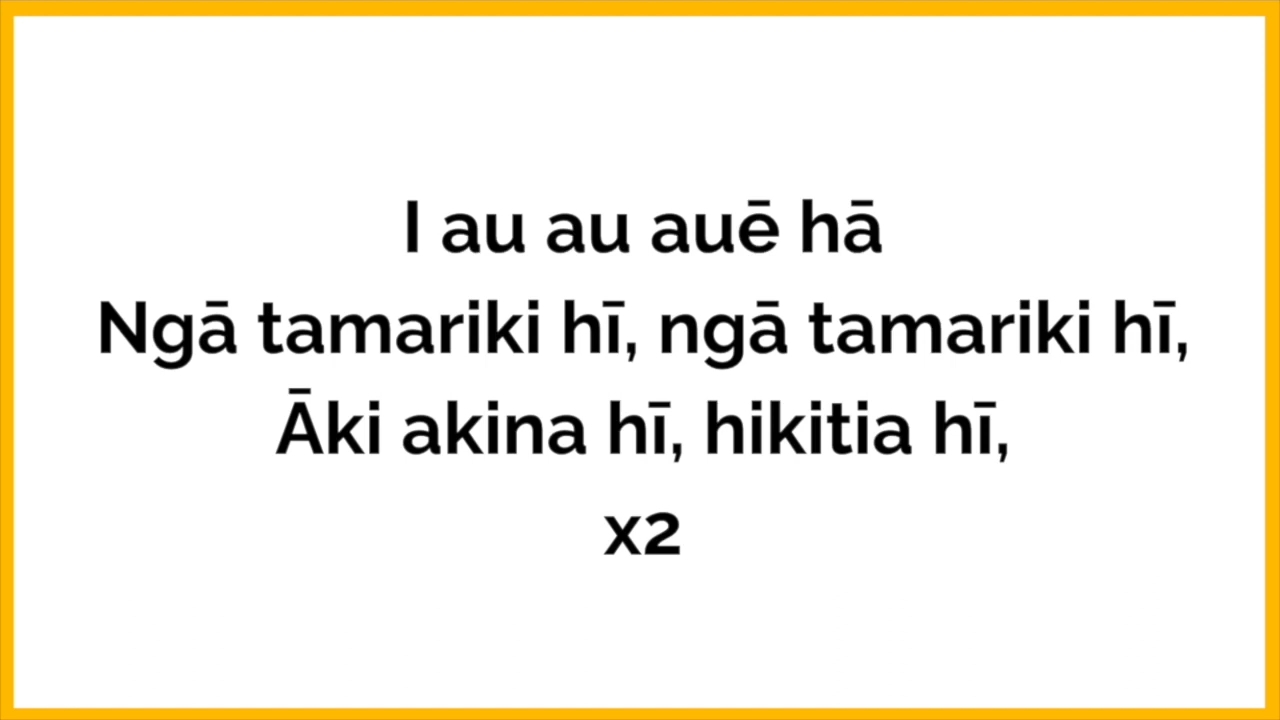 I au au auē hā
Ngā tamariki hī, ngā tamariki hī,
Āki akina hī, hikitia hī,
x2